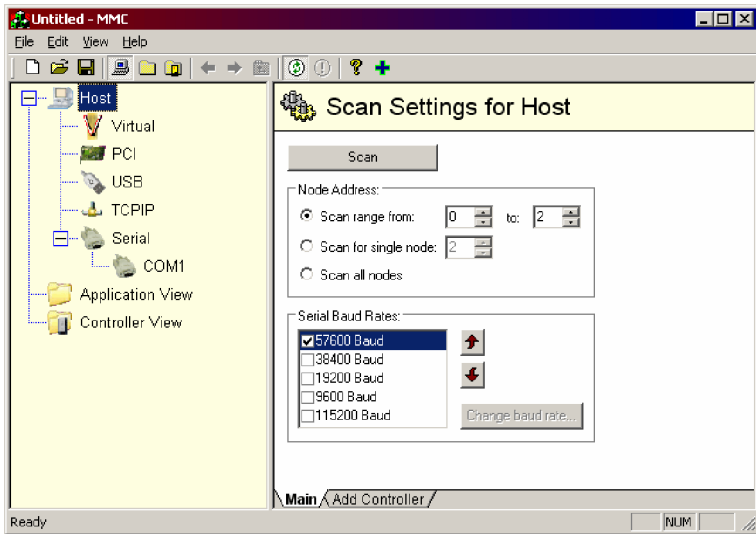 Untitled - MMC
File Edit View Help
Host
Virtual
PCI
USB
TCPIP
Serial
COM1
Application View
Controller View
Scan Settings for Host
Scan
Node Address:
Scan range from: 0 to: 2
Scan for single node: 2
Scan all nodes
Serial Baud Rates:
57600 Baud
38400 Baud
19200 Baud
9600 Baud
115200 Baud
Change baud rate...
Main Add Controller
Ready NUM